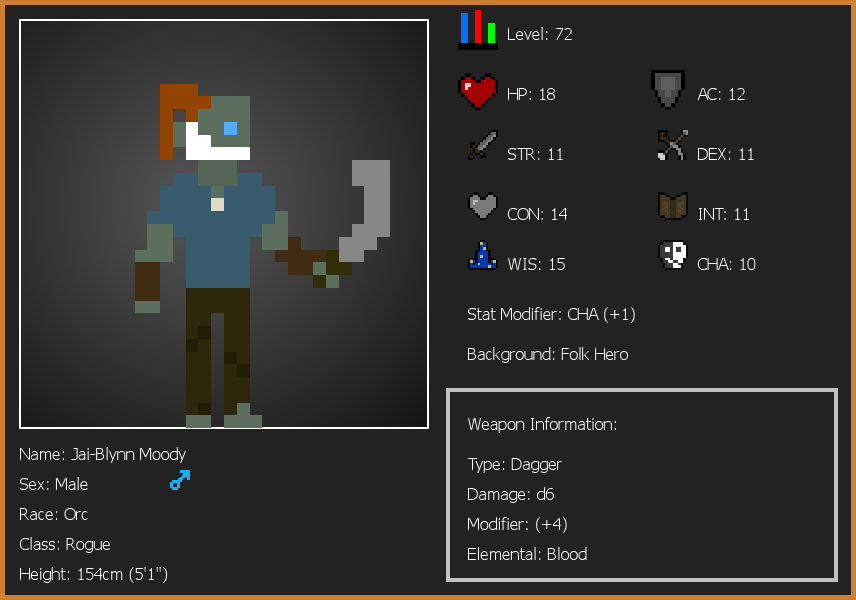 Level: 72
HP: 18
AC: 12
STR: 11
DEX: 11
CON: 14
INT: 11
WIS: 15
CHA: 10
Stat Modifier: CHA (+1)
Background: Folk Hero
Weapon Information:
Type: Dagger
Damage: d6
Modifier: (+4)
Elemental: Blood
Name: Jai-Blynn Moody
Sex: Male
Race: Orc
Class: Rogue
Height: 154cm (5'1")